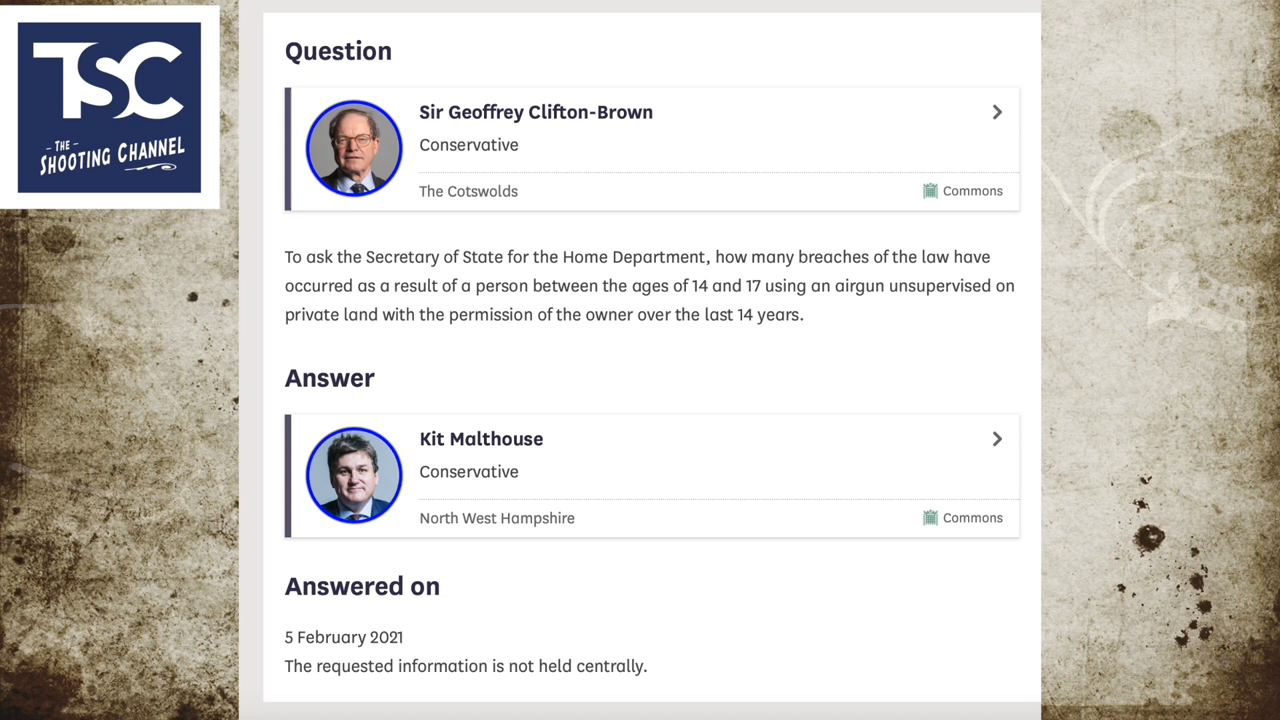 TSC
- THE -
SHOOTING CHANNEL
Question
Sir Geoffrey Clifton-Brown
Conservative
The Cotswolds
Commons
To ask the Secretary of State for the Home Department, how many breaches of the law have
occurred as a result of a person between the ages of 14 and 17 using an airgun unsupervised on
private land with the permission of the owner over the last 14 years.
Answer
Kit Malthouse
Conservative
North West Hampshire
Commons
Answered on
5 February 2021
The requested information is not held centrally.